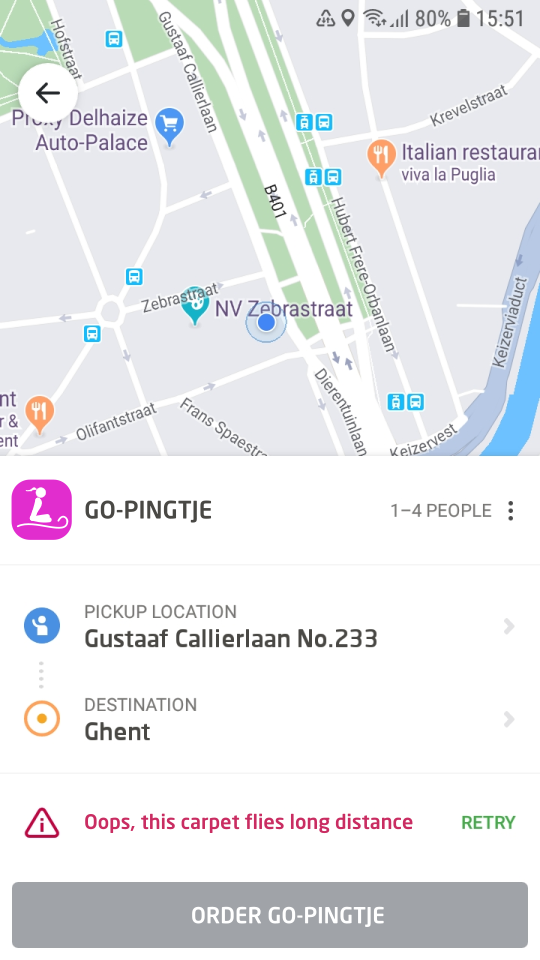 80% 15:51
Hofstraat
Gustaaf Callierlaan
Proxy Delhaize
Auto-Palace
Krevelstraat
Italian restaura
viva la Puglia
B401
Hubert Frere-Orbanlaan
Zebrastraat
NV Zebrastraat
Keizerviaduct
nt
r &
ent
Olifantstraat
Frans Spaestr
Dierentuinlaan
Keizervest
GO-PINGTJE
1–4 PEOPLE
PICKUP LOCATION
Gustaaf Callierlaan No.233
DESTINATION
Ghent
Oops, this carpet flies long distance
RETRY
ORDER GO-PINGTJE